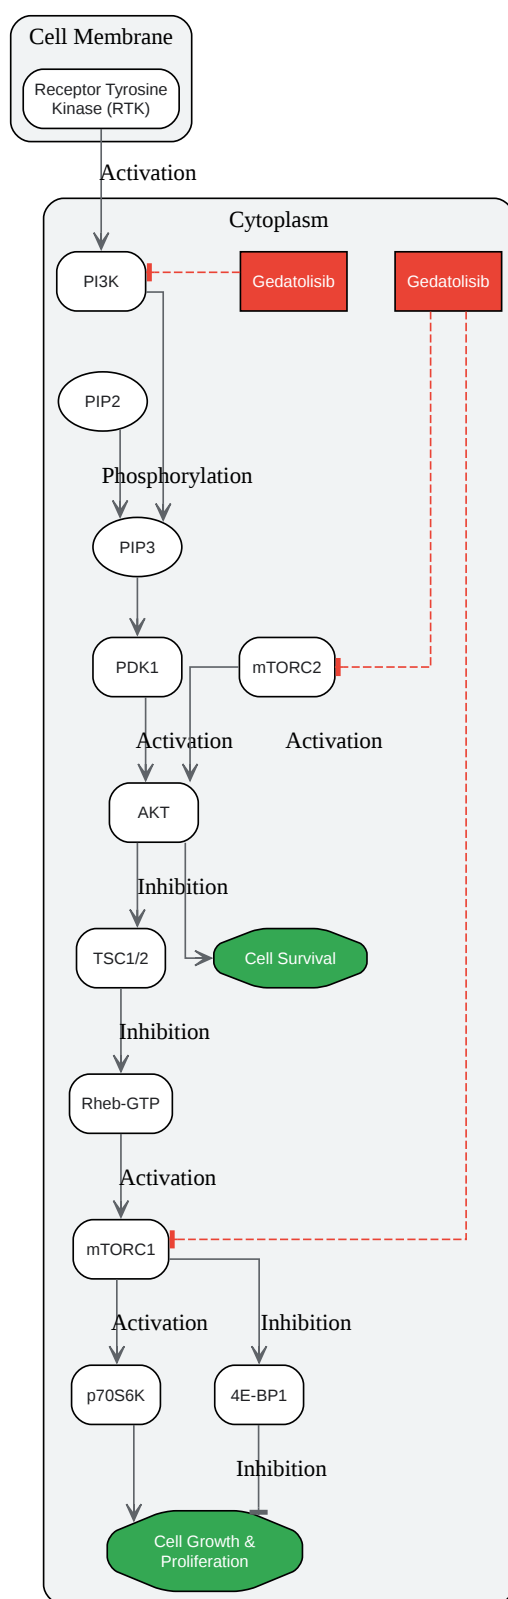 Cell Membrane
Receptor Tyrosine
Kinase (RTK)
Activation
Cytoplasm
PI3K
Gedatolisib
Gedatolisib
PIP2
Phosphorylation
PIP3
PDK1
mTORC2
Activation
Activation
AKT
Inhibition
TSC1/2
Cell Survival
Inhibition
Rheb-GTP
Activation
mTORC1
Activation
Inhibition
p70S6K
4E-BP1
Inhibition
Cell Growth &
Proliferation